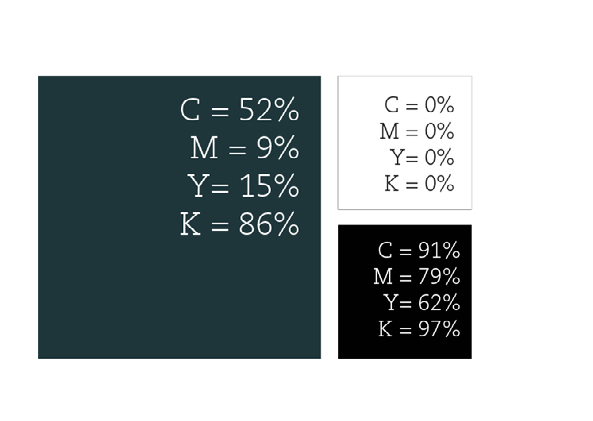 C = 52%
M = 9%
Y= 15%
K = 86%
C = 0%
M = 0%
Y= 0%
K = 0%
C = 91%
M = 79%
Y= 62%
K = 97%